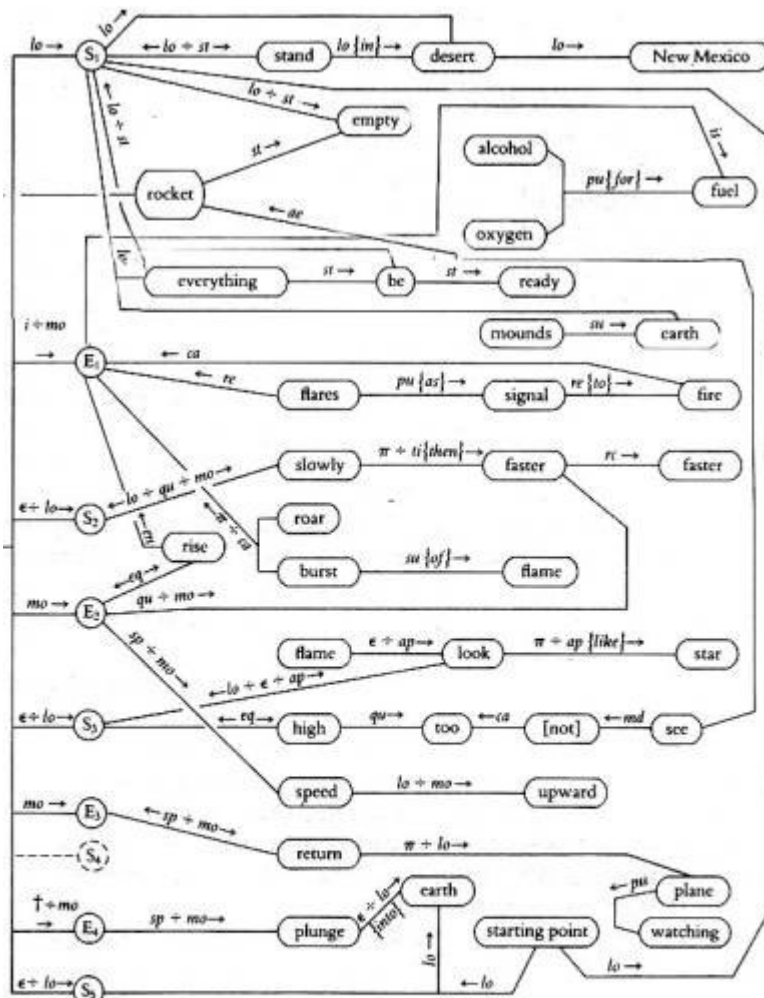 lo →
lo → S₁ ← lo ÷ st → stand lo {in} → desert lo → New Mexico
lo ÷ st →
← lo ÷ st
empty
st →
is →
alcohol
rocket
pu{for} → fuel
← ae
oxygen
lo
everything st → be st → ready
i ÷ mo
→
mounds su → earth
E₁ ← ca
← re flares pu {as} → signal re {to} → fire
slowly π ÷ ti{then} → faster rc → faster
← lo ÷ qu ÷ mo →
ϵ ÷ lo→ S₂
← π ÷ ca
roar
rise
burst su {of} → flame
← eq →
mo → E₂ qu ÷ mo →
sp ÷ mo →
flame ϵ ÷ ap→ look π ÷ ap {like}→ star
← lo ÷ ϵ ÷ ap →
ϵ÷ lo→ S₃ ← eq → high qu→ too ←ca [not] ←md see
speed lo ÷ mo → upward
mo → E₃ ← sp ÷ mo →
return π ÷ lo→
S₄
← pu plane
† ÷ mo
→
earth
ϵ ÷ lo→
E₄ sp ÷ mo → plunge {into} starting point watching
lo →
lo →
ϵ÷ lo→ S₅ ← lo